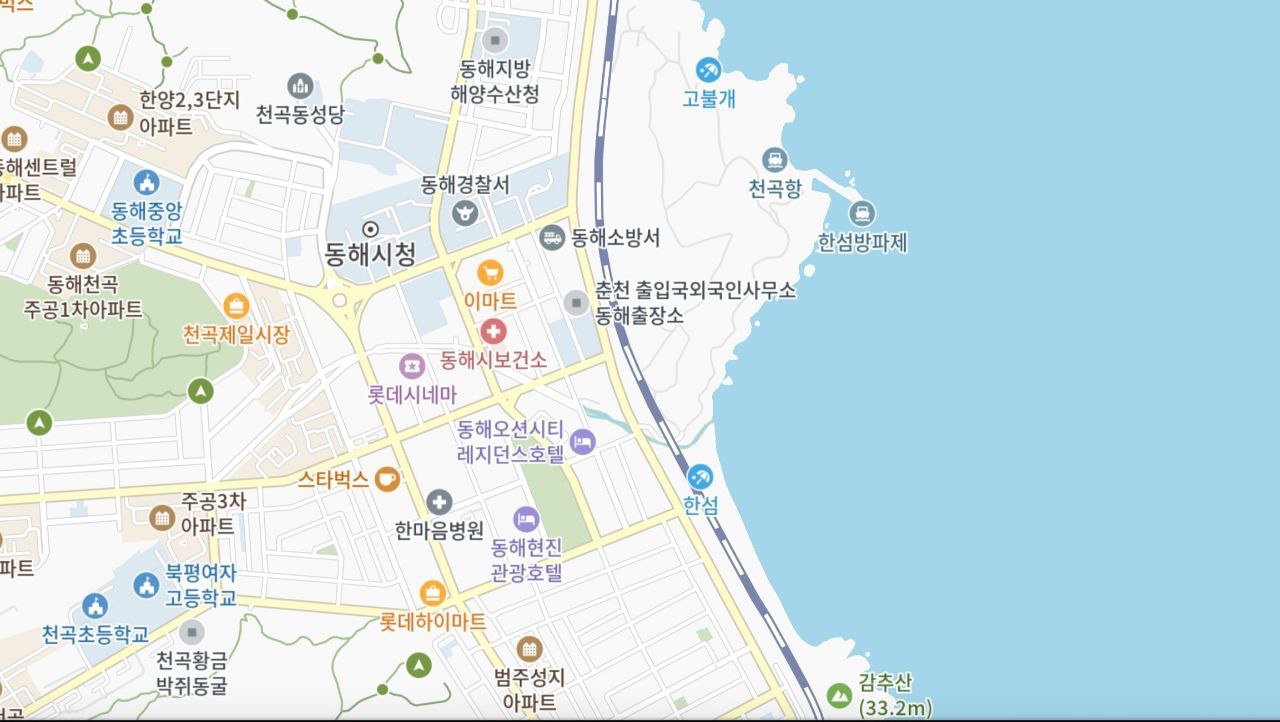 벅스
동해지방
해양수산청
고불개
한양2,3단지
아파트
천곡동성당
동해센트럴
아파트
천곡항
동해중앙
초등학교
동해경찰서
한섬방파제
동해소방서
동해시청
동해천곡
주공1차아파트
이마트
춘천 출입국외국인사무소
동해출장소
천곡제일시장
동해시보건소
롯데시네마
동해오션시티
레지던스호텔
스타벅스
한섬
주공3차
아파트
한마음병원
동해현진
관광호텔
파트
북평여자
고등학교
천곡초등학교
롯데하이마트
천곡황금
박쥐동굴
범주성지
아파트
감추산
(33.2m)